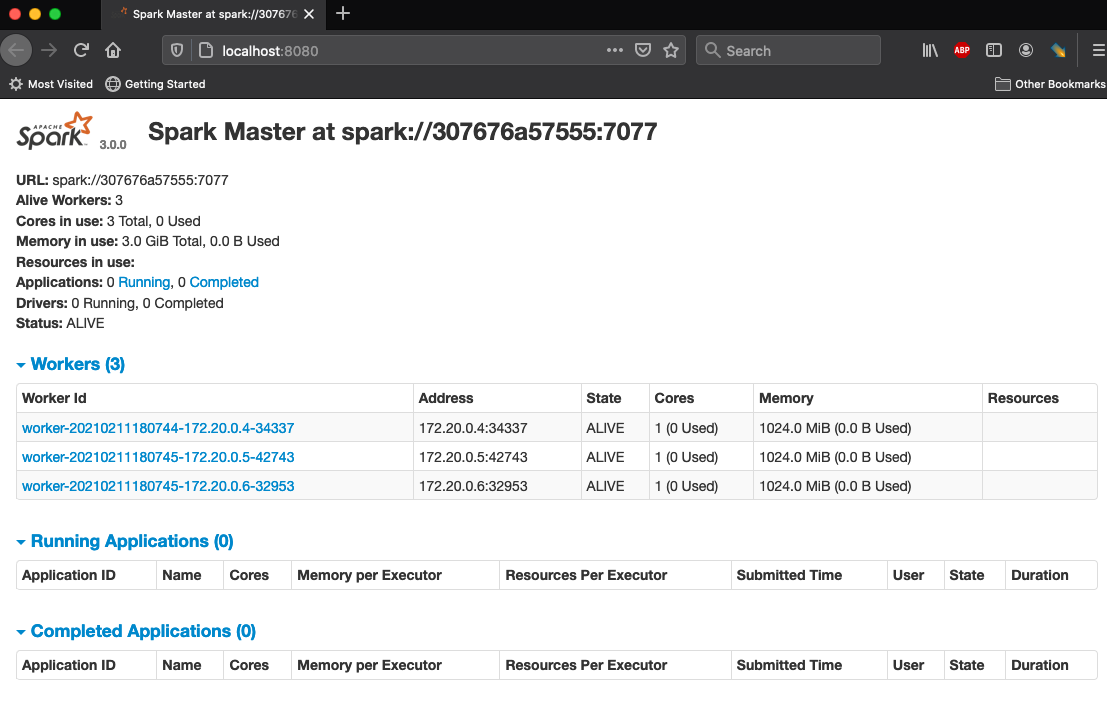 Spark Master at spark://307676
localhost:8080
Search
ABP
Most Visited
Getting Started
Other Bookmarks
APACHE
Spark 3.0.0
Spark Master at spark://307676a57555:7077
URL: spark://307676a57555:7077
Alive Workers: 3
Cores in use: 3 Total, 0 Used
Memory in use: 3.0 GiB Total, 0.0 B Used
Resources in use:
Applications: 0 Running, 0 Completed
Drivers: 0 Running, 0 Completed
Status: ALIVE
Workers (3)
Worker Id Address State Cores Memory Resources
worker-20210211180744-172.20.0.4-34337 172.20.0.4:34337 ALIVE 1 (0 Used) 1024.0 MiB (0.0 B Used)
worker-20210211180745-172.20.0.5-42743 172.20.0.5:42743 ALIVE 1 (0 Used) 1024.0 MiB (0.0 B Used)
worker-20210211180745-172.20.0.6-32953 172.20.0.6:32953 ALIVE 1 (0 Used) 1024.0 MiB (0.0 B Used)
Running Applications (0)
Application ID Name Cores Memory per Executor Resources Per Executor Submitted Time User State Duration
Completed Applications (0)
Application ID Name Cores Memory per Executor Resources Per Executor Submitted Time User State Duration